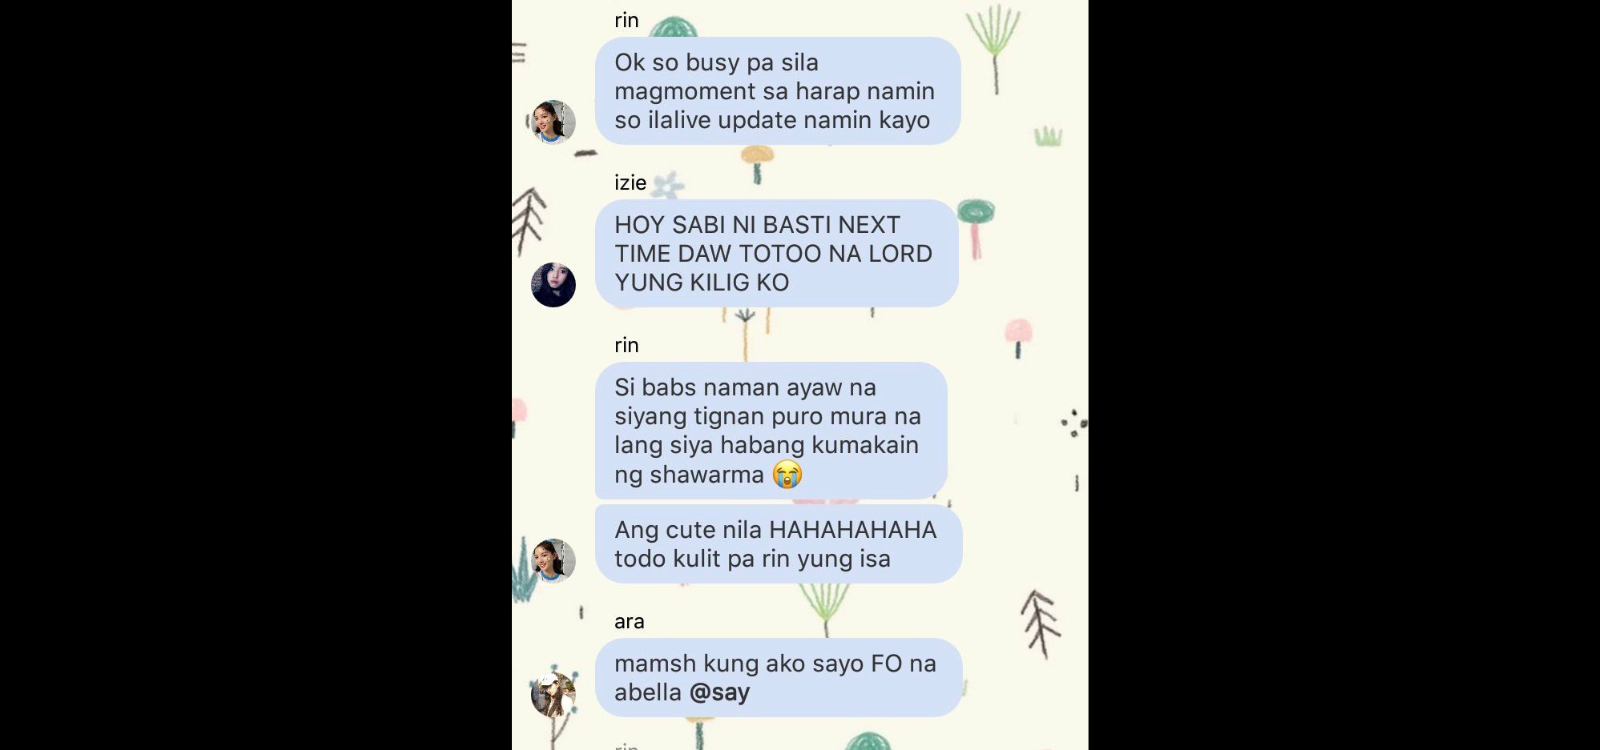 rin
Ok so busy pa sila
magmoment sa harap namin
so ilalive update namin kayo
izie
HOY SABI NI BASTI NEXT
TIME DAW TOTOO NA LORD
YUNG KILIG KO
rin
Si babs naman ayaw na
siyang tignan puro mura na
lang siya habang kumakain
ng shawarma 😭
Ang cute nila HAHAHAHAHA
todo kulit pa rin yung isa
ara
mamsh kung ako sayo FO na
abella @say
rin